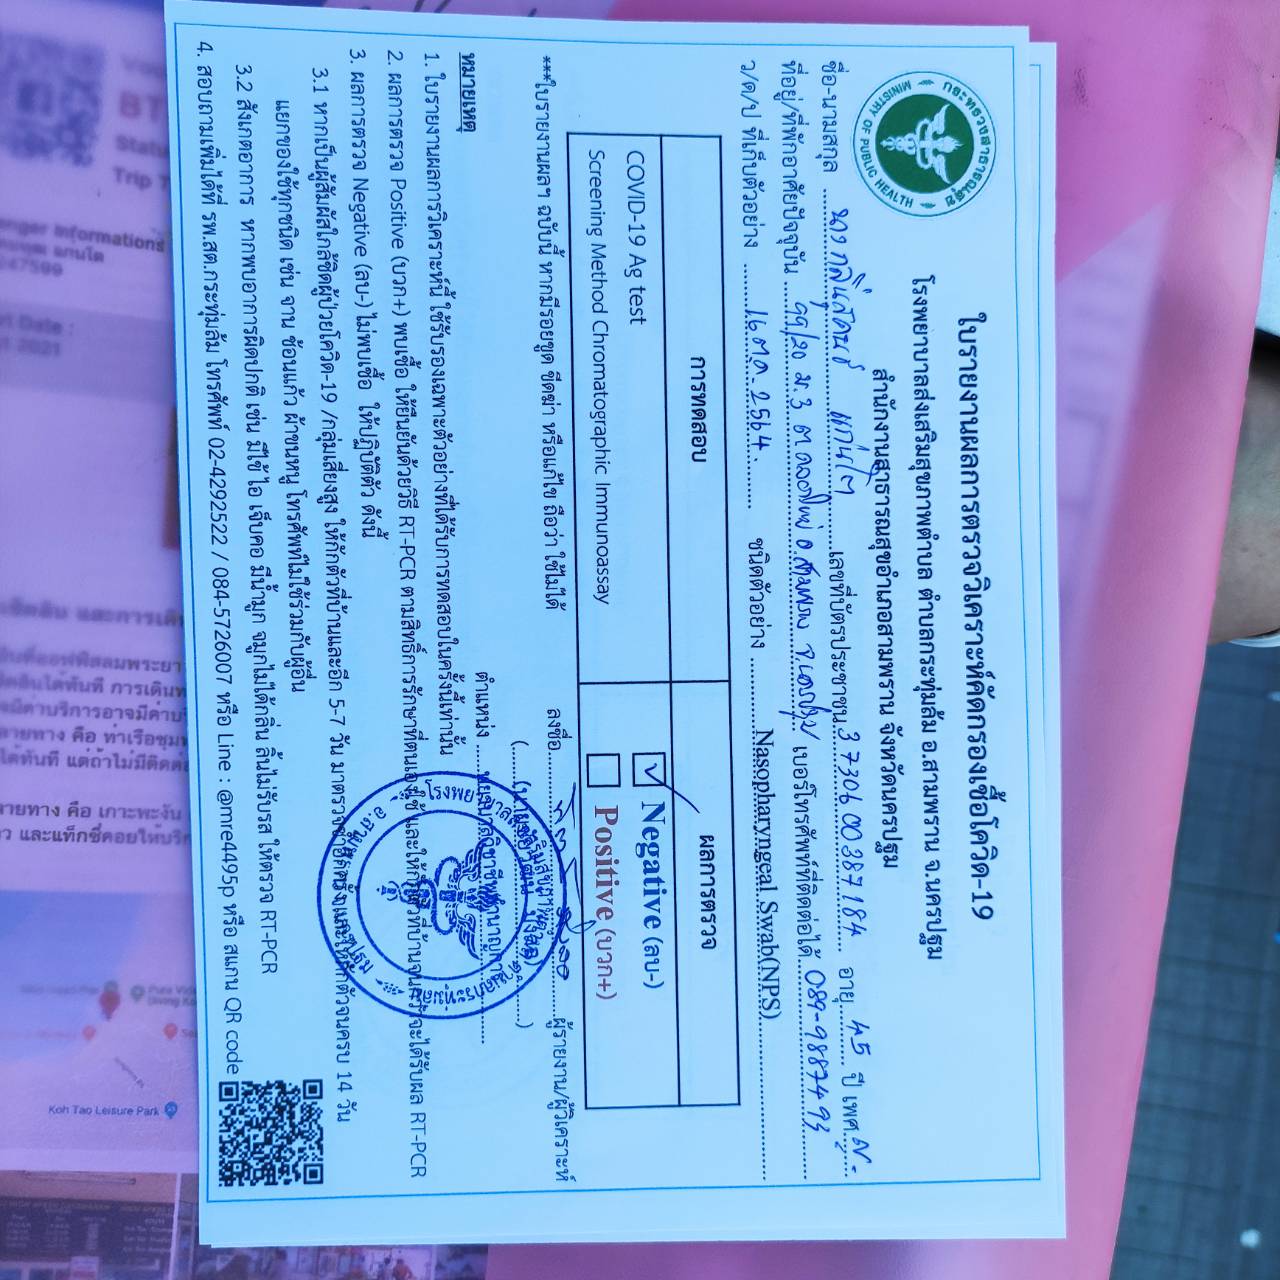 กระทรวงสาธารณสุข
MINISTRY OF PUBLIC HEALTH
ใบรายงานผลการตรวจวิเคราะห์คัดกรองเชื้อโควิด-19
โรงพยาบาลส่งเสริมสุขภาพตำบล ตำบลกระทุ่มล้ม อ.สามพราน จ.นครปฐม
สำนักงานสาธารณสุขอำเภอสามพราน จังหวัดนครปฐม
ชื่อ-นามสกุล นาง กลิ่นสุคนธ์ แก่นโต เลขที่บัตรประชาชน 3730600387184 อายุ 45 ปี เพศ
ที่อยู่/ที่พักอาศัยปัจจุบัน 99/20 ม.3 ต. อ.สามพราน จ.นครปฐม เบอร์โทรศัพท์ที่ติดต่อได้ 089-9887493
ว/ด/ป ที่เก็บตัวอย่าง 16 ต.ค. 2564. ชนิดตัวอย่าง Nasopharyngeal Swab(NPS)
การทดสอบ ผลการตรวจ
COVID-19 Ag test
Screening Method Chromatographic Immunoassay
Negative (ลบ-)
Positive (บวก+)
***ใบรายงานผลฯ ฉบับนี้ หากมีรอยขูด ขีดฆ่า หรือแก้ไข ถือว่า ใช้ไม่ได้
ลงชื่อ ผู้รายงาน/ผู้วิเคราะห์
ตำแหน่ง พยาบาลวิชาชีพชำนาญการ
หมายเหตุ
1. ใบรายงานผลการวิเคราะห์นี้ ใช้รับรองเฉพาะตัวอย่างที่ได้รับการทดสอบในครั้งนี้เท่านั้น
2. ผลการตรวจ Positive (บวก+) พบเชื้อ ให้ยืนยันด้วยวิธี RT-PCR ตามสิทธิ์การรักษาที่ตนเองใช้ และให้กักตัวที่บ้านจนกว่าจะได้รับผล RT-PCR
3. ผลการตรวจ Negative (ลบ-) ไม่พบเชื้อ ให้ปฏิบัติตัว ดังนี้
3.1 หากเป็นผู้สัมผัสใกล้ชิดผู้ป่วยโควิด-19 /กลุ่มเสี่ยงสูง ให้กักตัวที่บ้านและอีก 5-7 วัน มาตรวจซ้ำอีกครั้ง และให้กักตัวจนครบ 14 วัน
แยกของใช้ทุกชนิด เช่น จาน ช้อนแก้ว ผ้าขนหนู โทรศัพท์ไม่ใช้ร่วมกับผู้อื่น
3.2 สังเกตอาการ หากพบอาการผิดปกติ เช่น มีไข้ ไอ เจ็บคอ มีน้ำมูก จมูกไม่ได้กลิ่น ลิ้นไม่รับรส ให้ตรวจ RT-PCR
4. สอบถามเพิ่มได้ที่ รพ.สต.กระทุ่มล้ม โทรศัพท์ 02-4292522 / 084-5726007 หรือ Line : @mre4495p หรือ สแกน QR code
Koh Tao Leisure Park